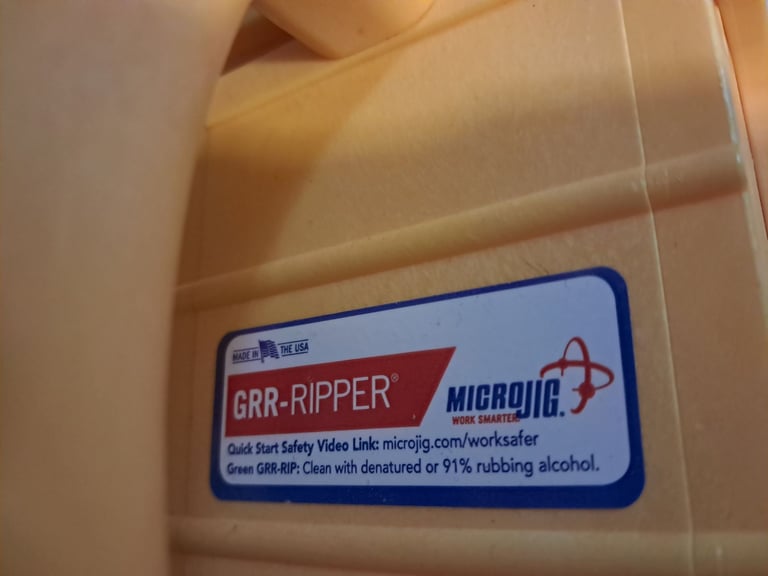 MADE IN THE USA
GRR-RIPPER®
MICROJIG.
WORK SMARTER.
Quick Start Safety Video Link: microjig.com/worksafer
Green GRR-RIP: Clean with denatured or 91% rubbing alcohol.